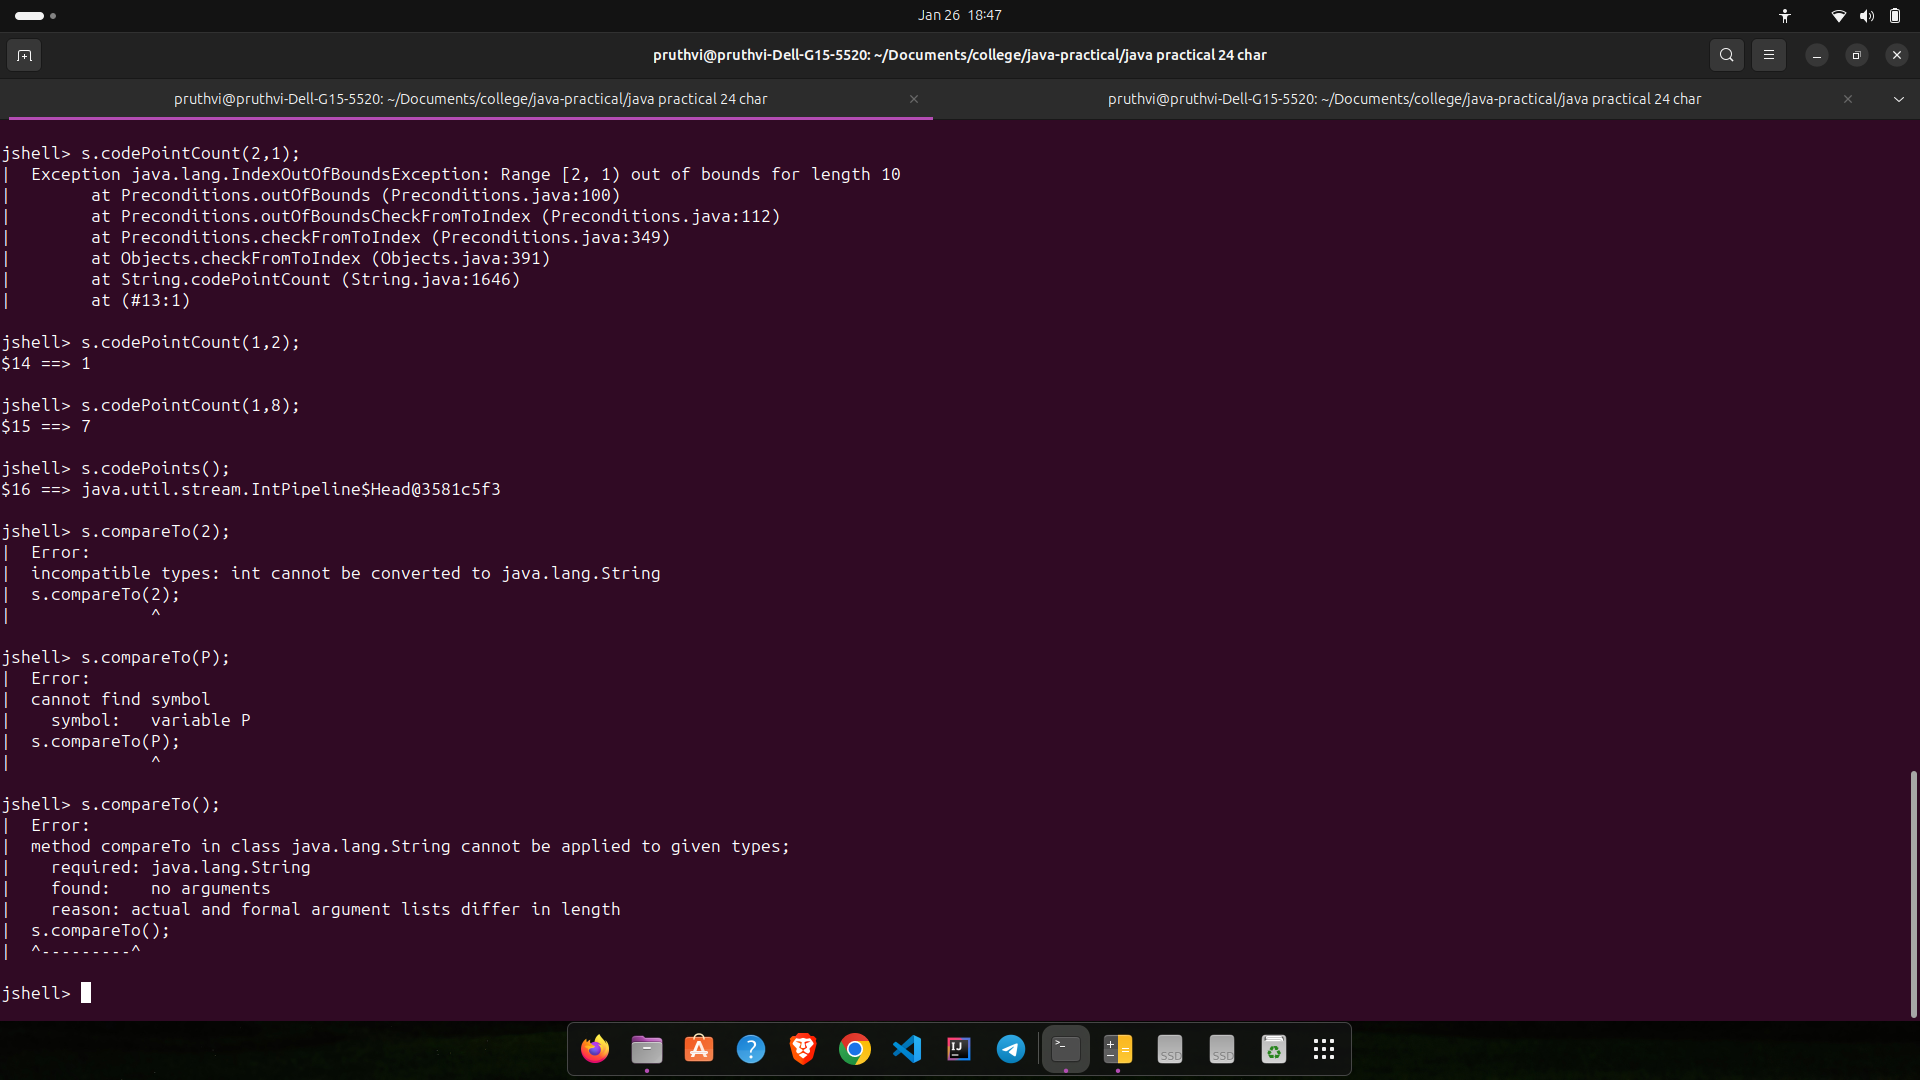 Jan 26 18:47
pruthvi@pruthvi-Dell-G15-5520: ~/Documents/college/java-practical/java practical 24 char
pruthvi@pruthvi-Dell-G15-5520: ~/Documents/college/java-practical/java practical 24 char
pruthvi@pruthvi-Dell-G15-5520: ~/Documents/college/java-practical/java practical 24 char
jshell> s.codePointCount(2,1);
|  Exception java.lang.IndexOutOfBoundsException: Range [2, 1) out of bounds for length 10
|        at Preconditions.outOfBounds (Preconditions.java:100)
|        at Preconditions.outOfBoundsCheckFromToIndex (Preconditions.java:112)
|        at Preconditions.checkFromToIndex (Preconditions.java:349)
|        at Objects.checkFromToIndex (Objects.java:391)
|        at String.codePointCount (String.java:1646)
|        at (#13:1)
jshell> s.codePointCount(1,2);
$14 ==> 1
jshell> s.codePointCount(1,8);
$15 ==> 7
jshell> s.codePoints();
$16 ==> java.util.stream.IntPipeline$Head@3581c5f3
jshell> s.compareTo(2);
|  Error:
|  incompatible types: int cannot be converted to java.lang.String
|  s.compareTo(2);
|              ^
jshell> s.compareTo(P);
|  Error:
|  cannot find symbol
|    symbol:   variable P
|  s.compareTo(P);
|              ^
jshell> s.compareTo();
|  Error:
|  method compareTo in class java.lang.String cannot be applied to given types;
|    required: java.lang.String
|    found:    no arguments
|    reason: actual and formal argument lists differ in length
|  s.compareTo();
|  ^---------^
jshell>
IJ
SSD
SSD